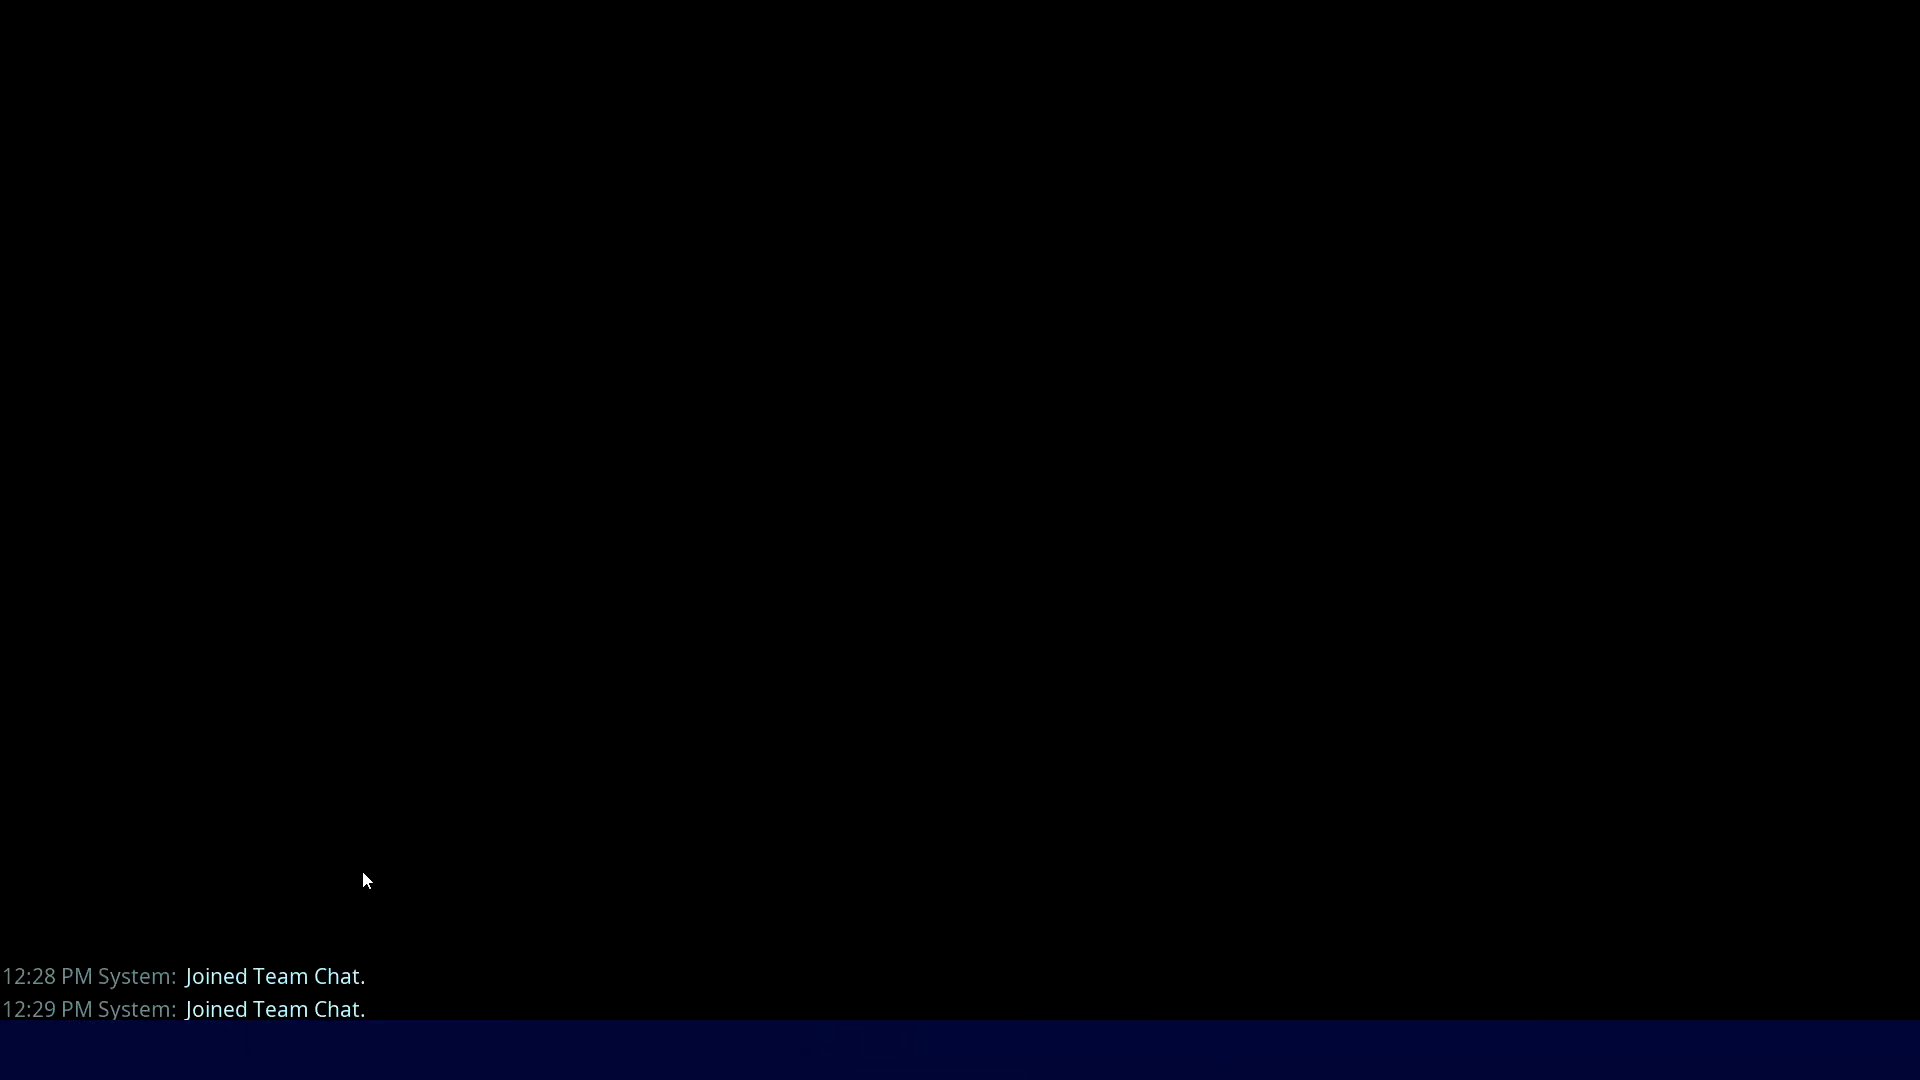 12:28 PM System: Joined Team Chat.
12:29 PM System: Joined Team Chat.